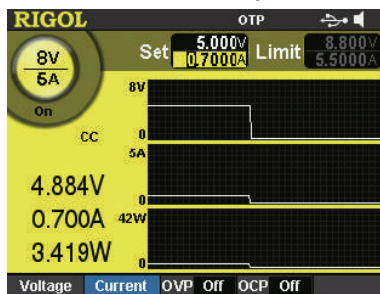 RIGOL OTP
8V 5A On
Set 5.000V 0.7000A Limit 8.800V 5.5000A
CC
8V
0
5A
0
42W
0
4.884V
0.700A
3.419W
Voltage Current OVP Off OCP Off